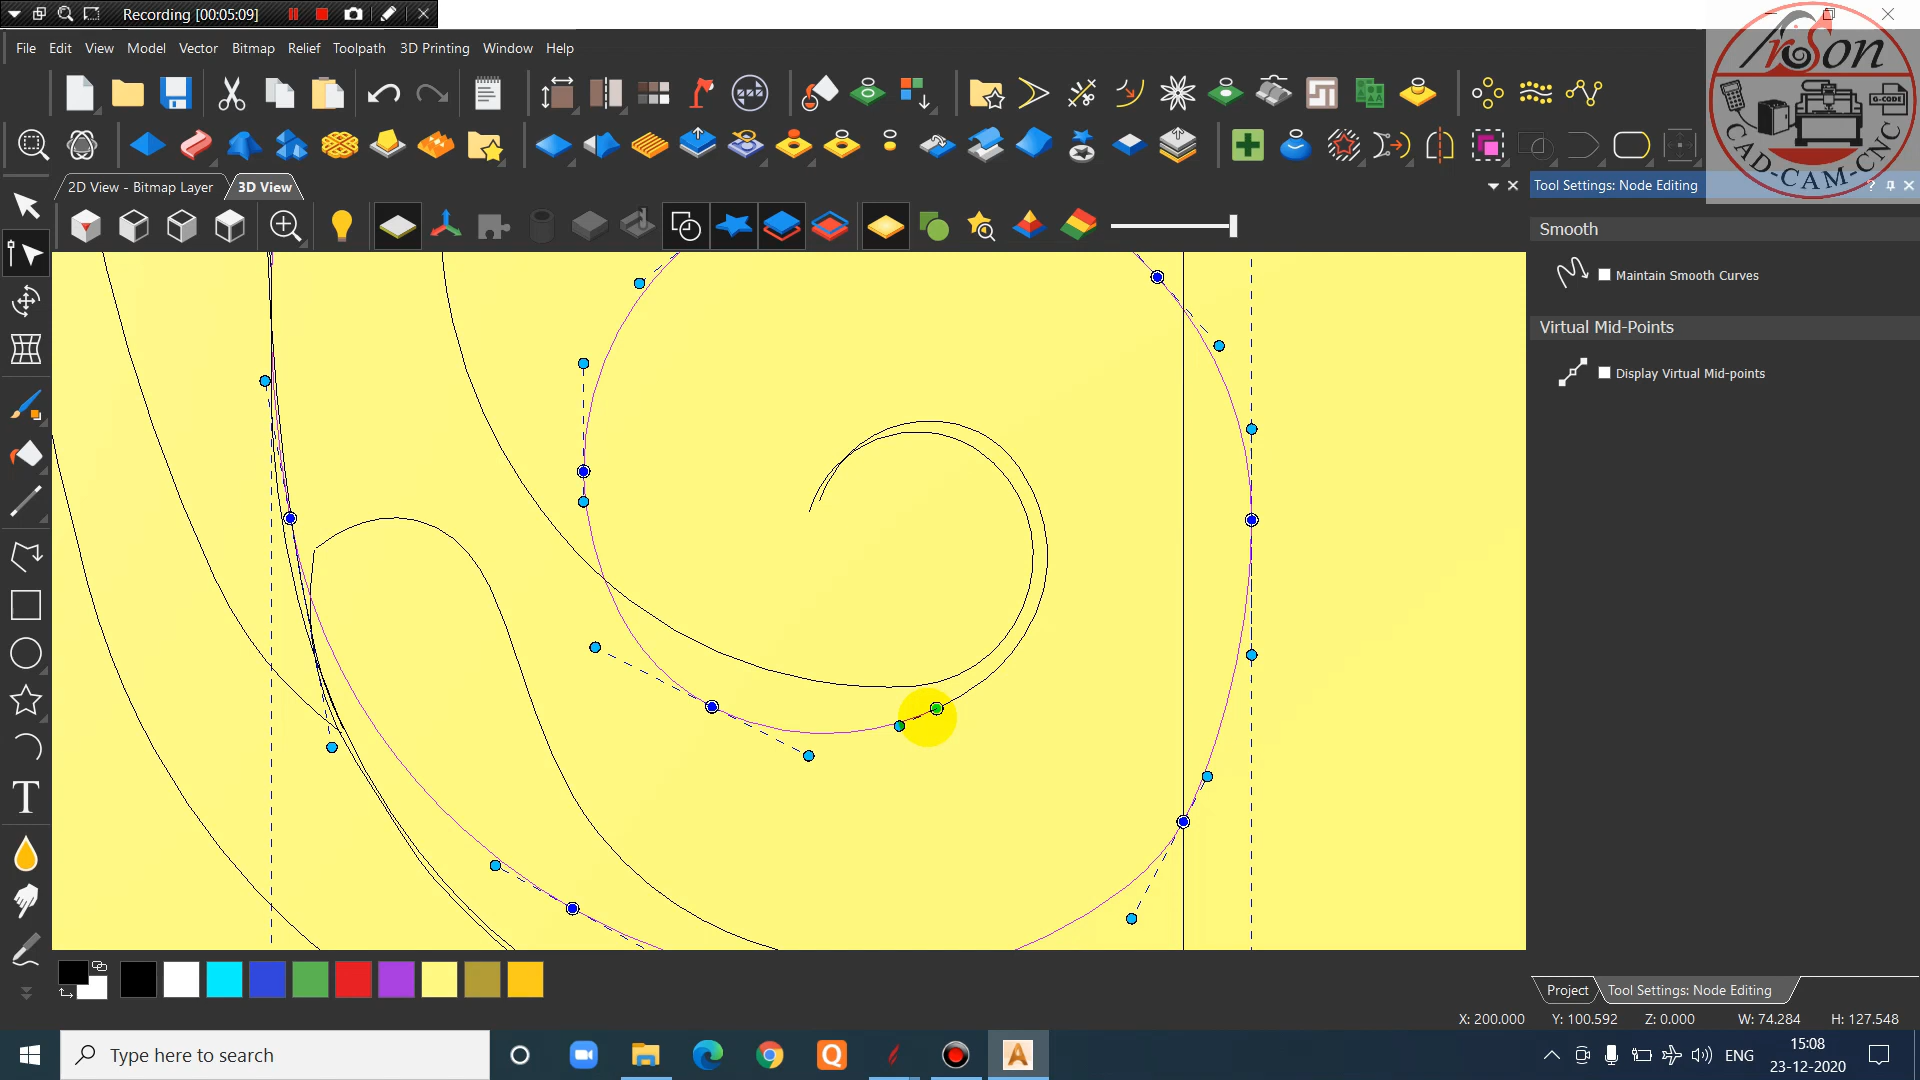 Recording [00:05:09]
File Edit View Model Vector Bitmap Relief Toolpath 3D Printing Window Help
ArSon
G-CODE
CAD-CAM-CNC
2D View - Bitmap Layer 3D View
Tool Settings: Node Editing
Smooth
Maintain Smooth Curves
Virtual Mid-Points
Display Virtual Mid-points
T
Project Tool Settings: Node Editing
X: 200.000 Y: 100.592 Z: 0.000 W: 74.284 H: 127.548
Type here to search
ENG
15:08
23-12-2020